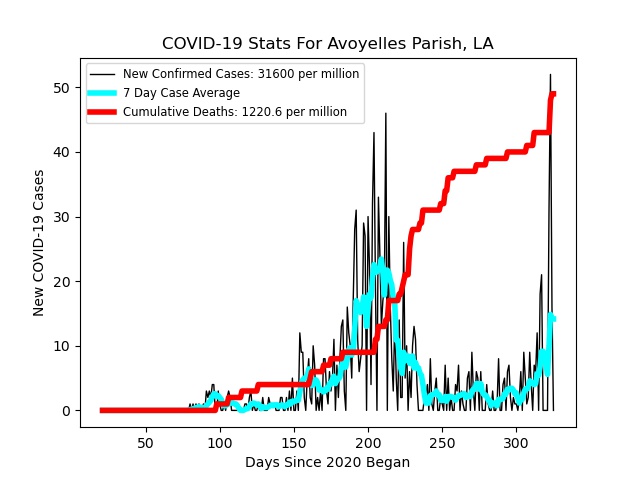 COVID-19 Stats For Avoyelles Parish, LA
New Confirmed Cases: 31600 per million
7 Day Case Average
Cumulative Deaths: 1220.6 per million
New COVID-19 Cases
50
40
30
20
10
0
50 100 150 200 250 300
Days Since 2020 Began